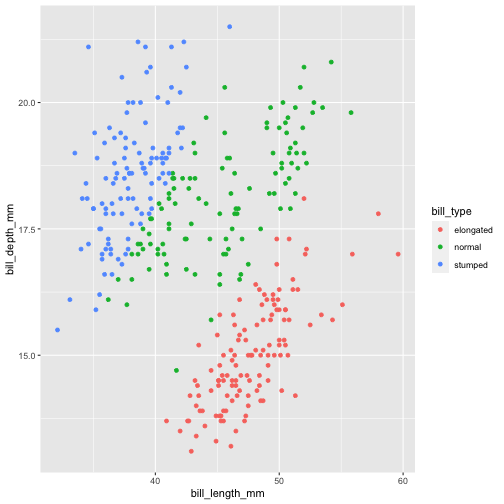 20.0
17.5
15.0
bill_depth_mm
40
50
60
bill_length_mm
bill_type
elongated
normal
stumped